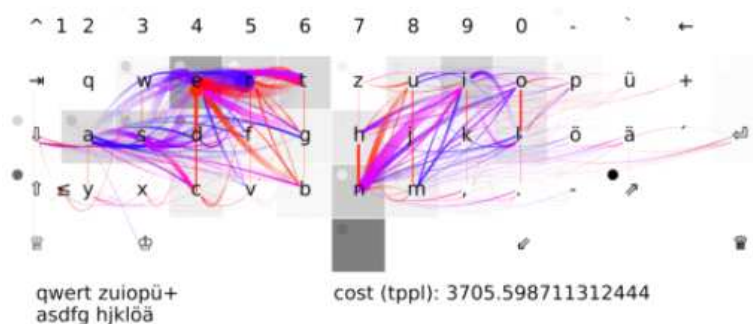 ^ 1 2 3 4 5 6 7 8 9 0 - ` ←
⇥ q w e r t z u i o p ü +
⇩ a s d f g h j k l ö ä ´ ⏎
⇧ ≤ y x c v b n m , . - ⇗
♕ ♔ ⇙ ♛
qwert zuiopü+
asdfg hjklöä
cost (tppl): 3705.598711312444